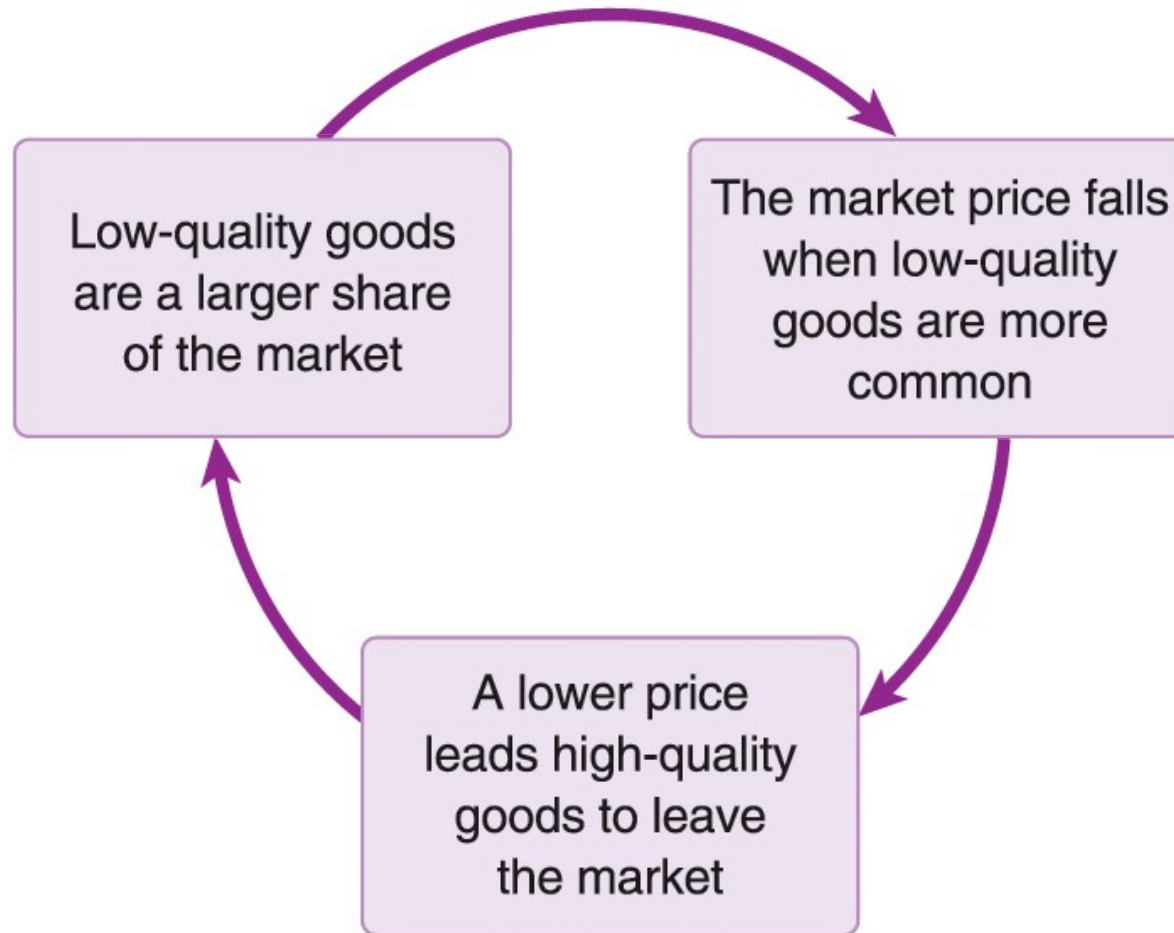 Low-quality goods
are a larger share
of the market
The market price falls
when low-quality
goods are more
common
A lower price
leads high-quality
goods to leave
the market